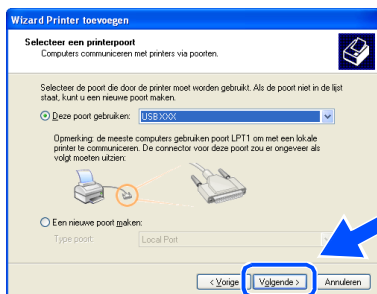 Wizard Printer toevoegen
Selecteer een printerpoort
Computers communiceren met printers via poorten.
Selecteer de poort die door de printer moet worden gebruikt. Als de poort niet in de lijst
staat, kunt u een nieuwe poort maken.
Deze poort gebruiken: USBXXX
Opmerking: de meeste computers gebruiken poort LPT1 om met een lokale
printer te communiceren. De connector voor deze poort zou er ongeveer als
volgt moeten uitzien:
Een nieuwe poort maken:
Type poort: Local Port
< Vorige Volgende > Annuleren